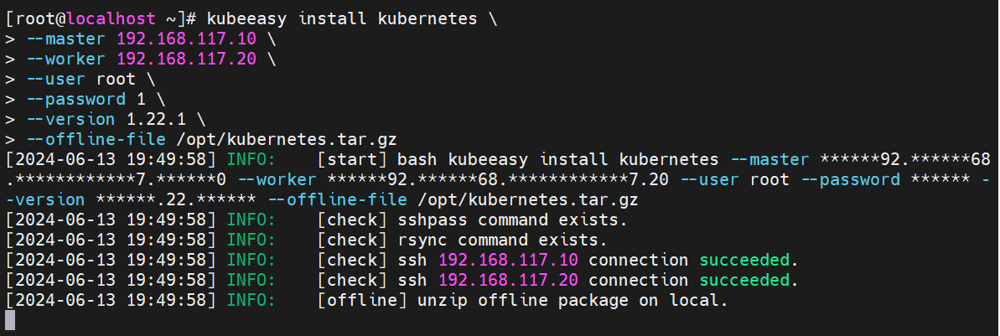 [root@localhost ~]# kubeeasy install kubernetes \
> --master 192.168.117.10 \
> --worker 192.168.117.20 \
> --user root \
> --password 1 \
> --version 1.22.1 \
> --offline-file /opt/kubernetes.tar.gz
[2024-06-13 19:49:58] INFO:    [start] bash kubeeasy install kubernetes --master ******92.******68
.************7.******0 --worker ******92.******68.************7.20 --user root --password ****** -
-version ******.22.****** --offline-file /opt/kubernetes.tar.gz
[2024-06-13 19:49:58] INFO:    [check] sshpass command exists.
[2024-06-13 19:49:58] INFO:    [check] rsync command exists.
[2024-06-13 19:49:58] INFO:    [check] ssh 192.168.117.10 connection succeeded.
[2024-06-13 19:49:58] INFO:    [check] ssh 192.168.117.20 connection succeeded.
[2024-06-13 19:49:58] INFO:    [offline] unzip offline package on local.